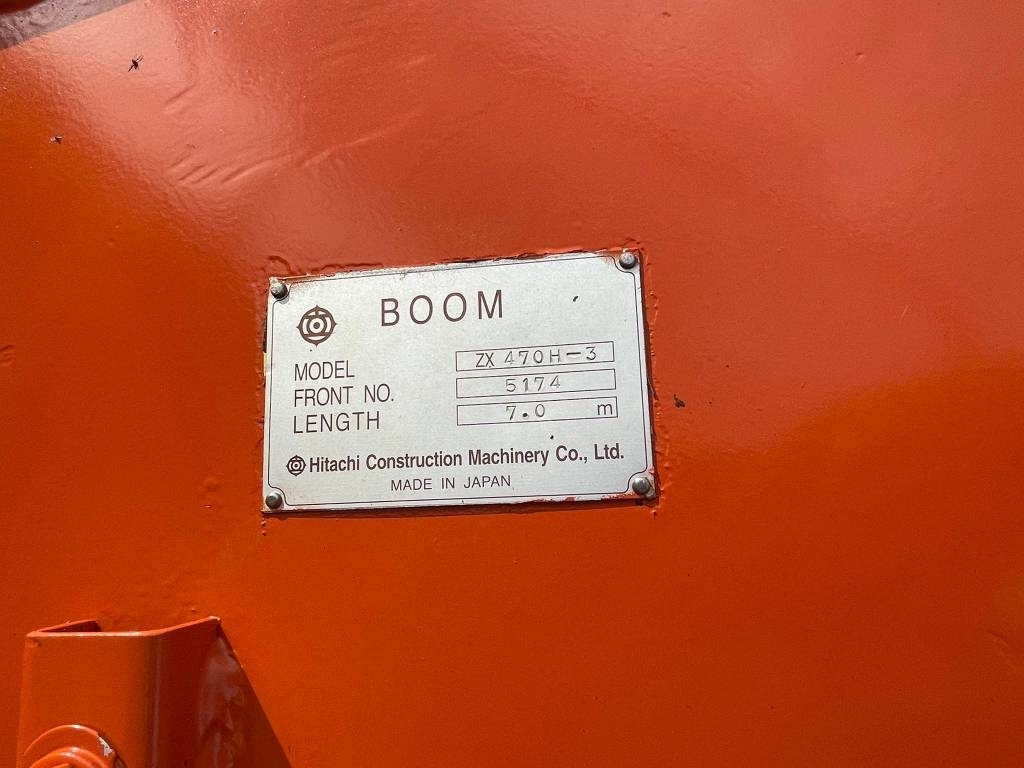 BOOM
MODEL ZX 470H-3
FRONT NO. 5174
LENGTH 7.0 m
Hitachi Construction Machinery Co., Ltd.
MADE IN JAPAN